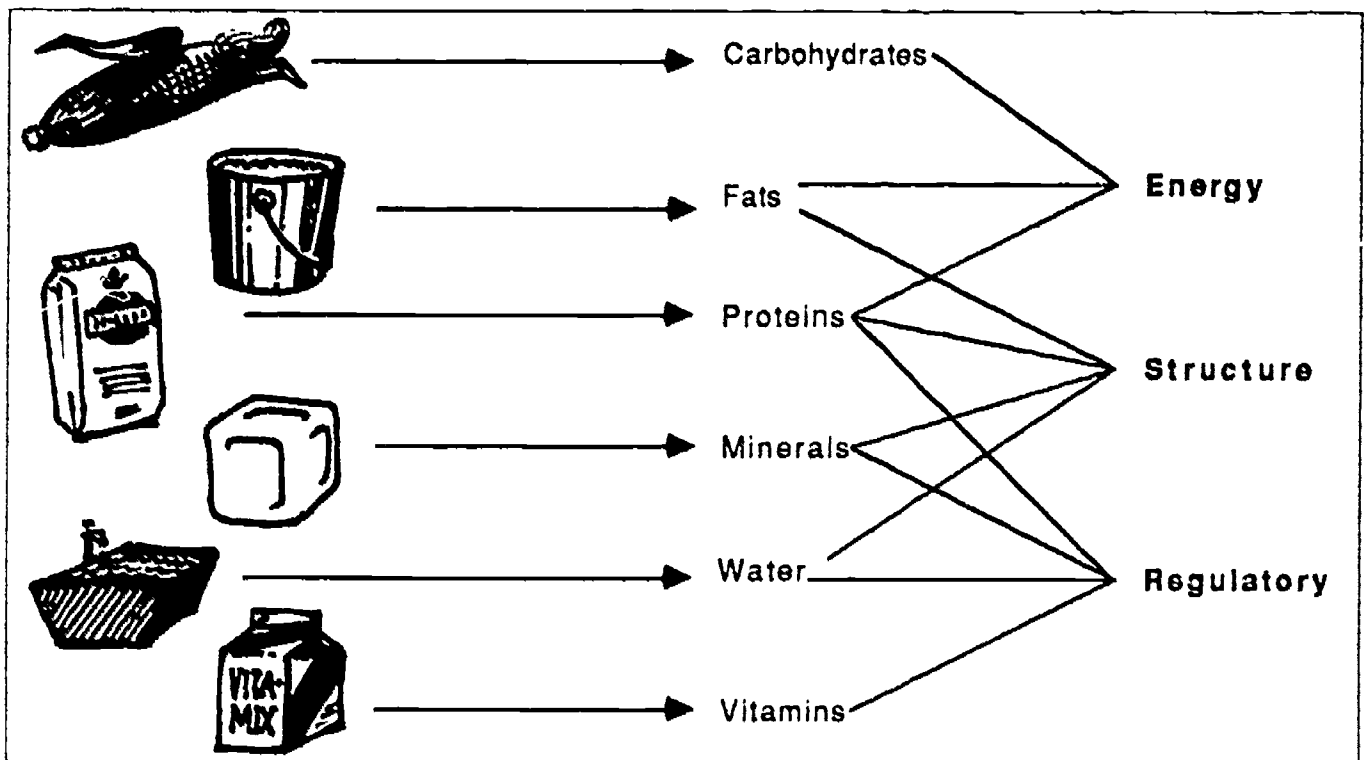 Carbohydrates
Fats
Energy
Proteins
Structure
Minerals
Water
Regulatory
VITA-
MIX
Vitamins